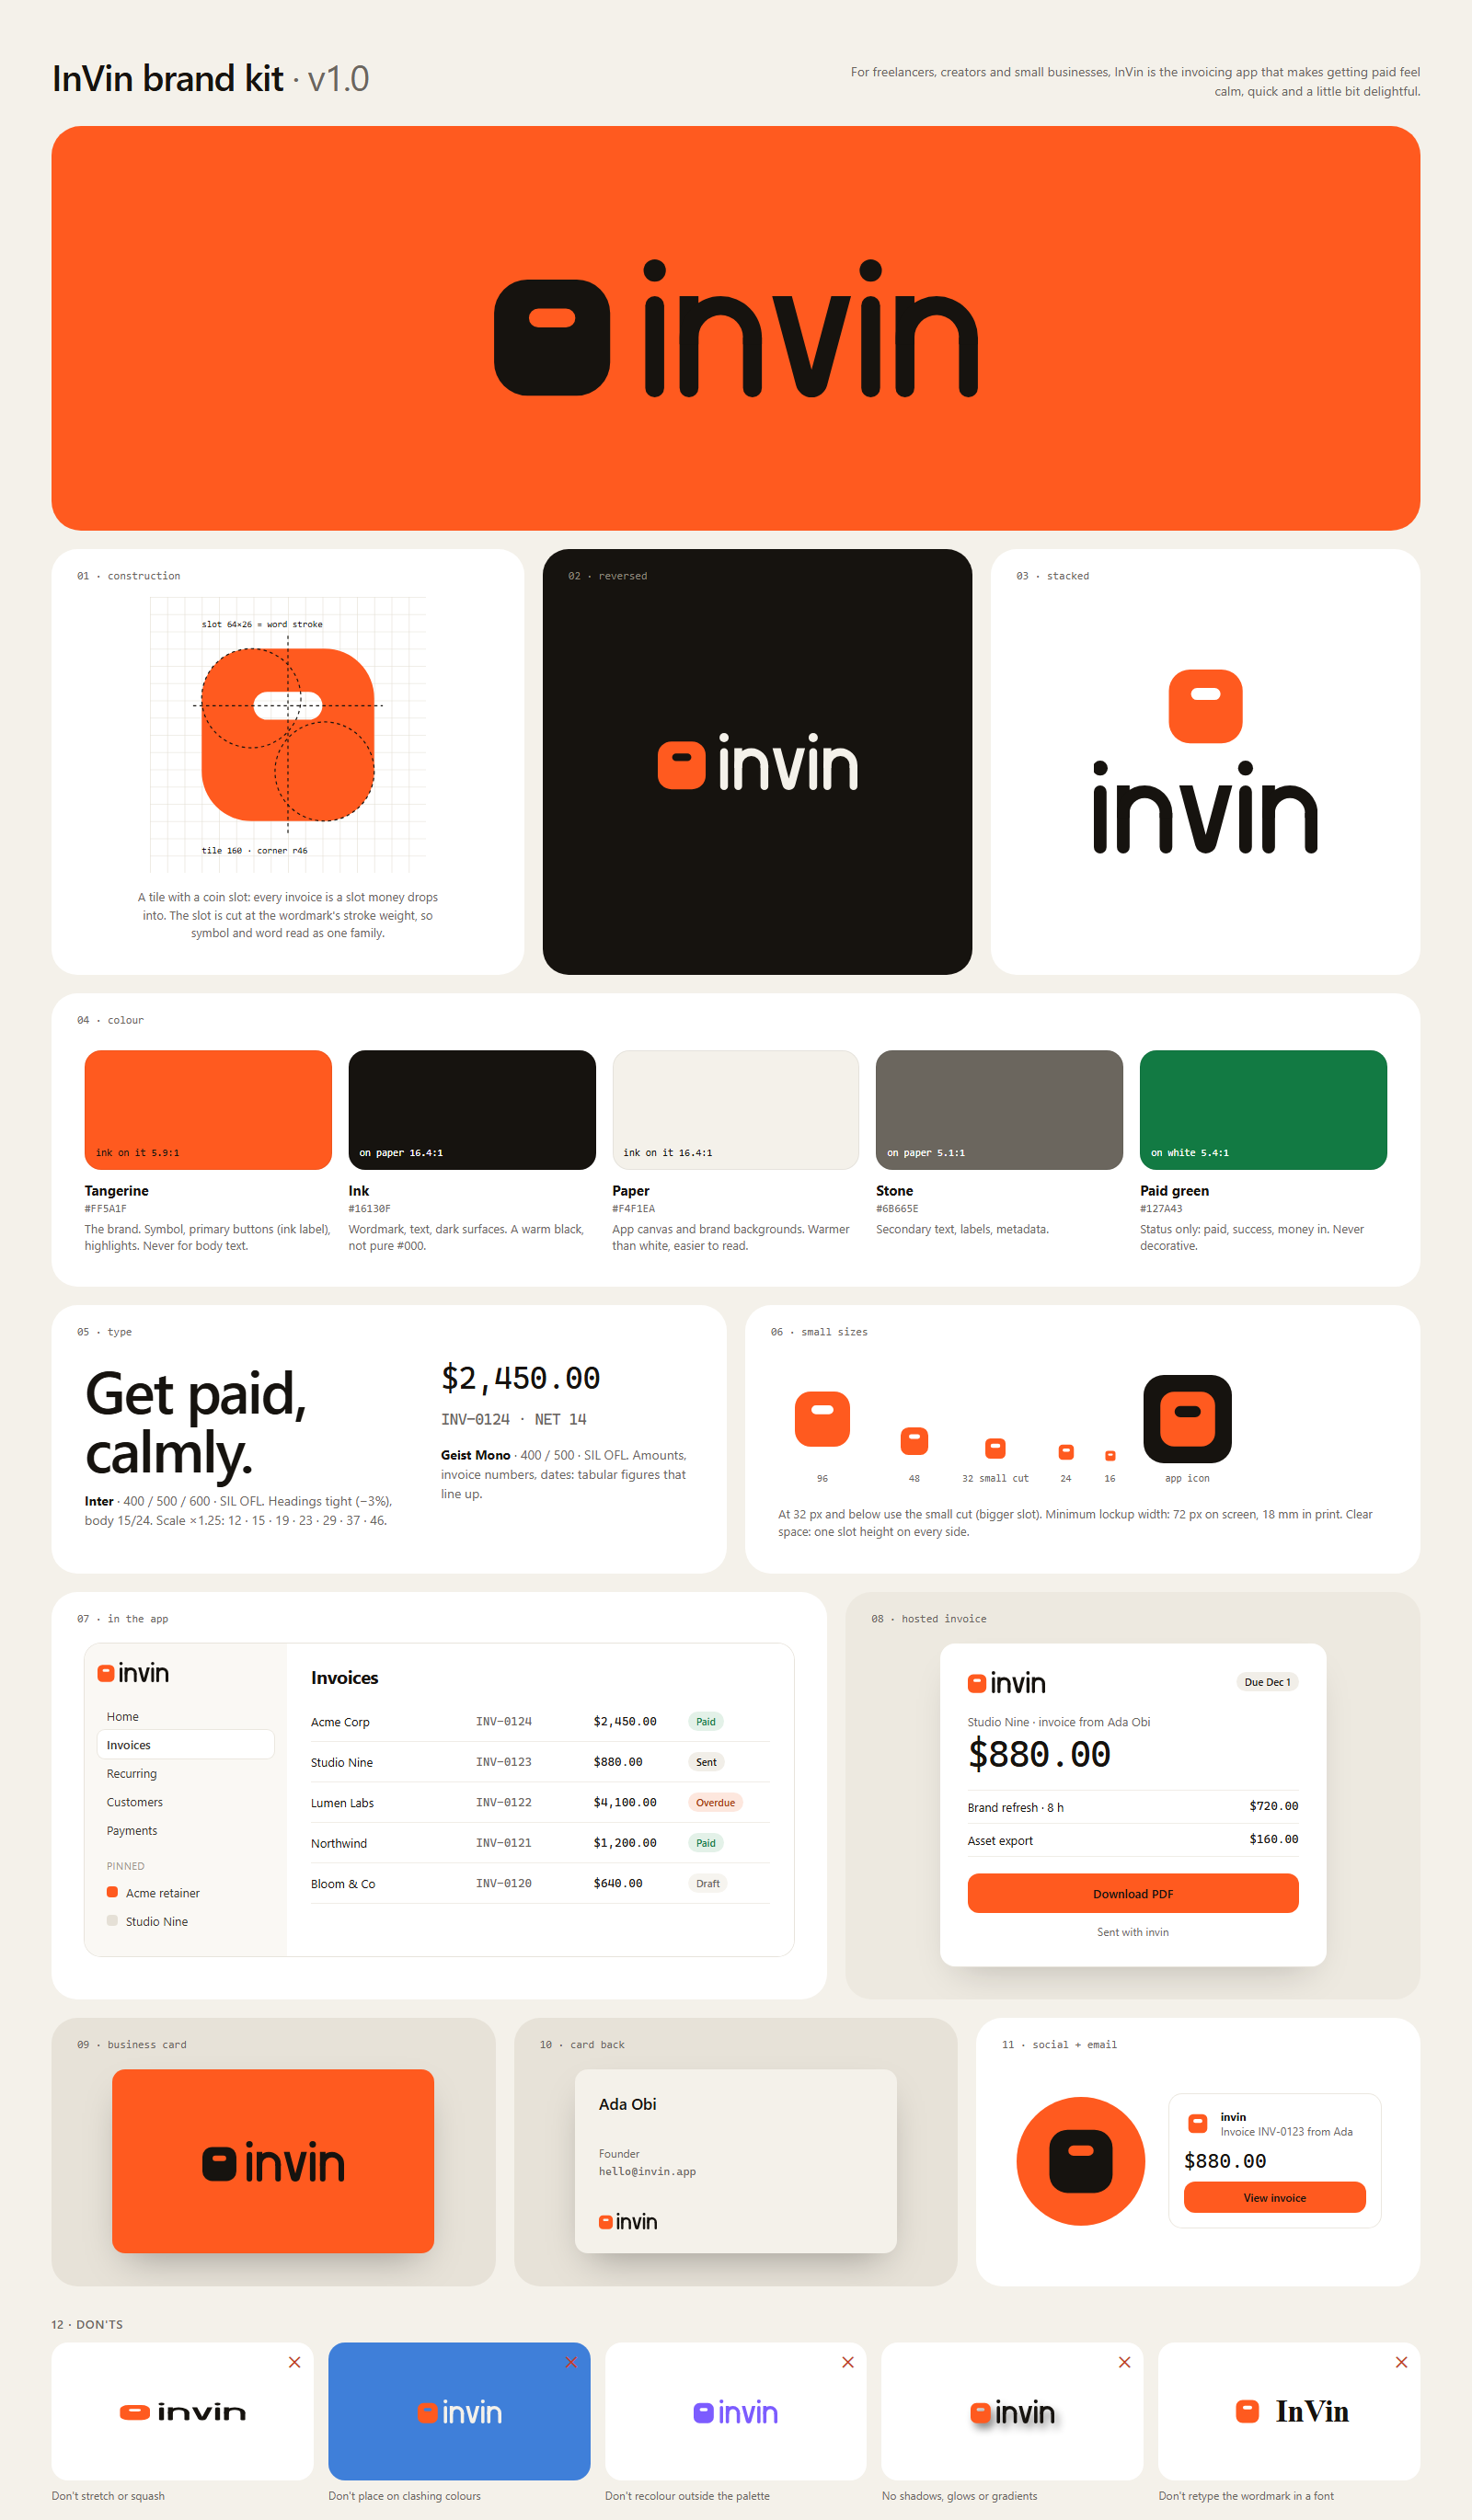 InVin brand kit · v1.0
For freelancers, creators and small businesses, InVin is the invoicing app that makes getting paid feel
calm, quick and a little bit delightful.
invin
01 · construction
slot 64×26 = word stroke
tile 160 · corner r46
A tile with a coin slot: every invoice is a slot money drops
into. The slot is cut at the wordmark's stroke weight, so
symbol and word read as one family.
02 · reversed
invin
03 · stacked
invin
04 · colour
ink on it 5.9:1
Tangerine
#FF5A1F
The brand. Symbol, primary buttons (ink label),
highlights. Never for body text.
on paper 16.4:1
Ink
#16130F
Wordmark, text, dark surfaces. A warm black,
not pure #000.
ink on it 16.4:1
Paper
#F4F1EA
App canvas and brand backgrounds. Warmer
than white, easier to read.
on paper 5.1:1
Stone
#6B665E
Secondary text, labels, metadata.
on white 5.4:1
Paid green
#127A43
Status only: paid, success, money in. Never
decorative.
05 · type
Get paid,
calmly.
Inter · 400 / 500 / 600 · SIL OFL. Headings tight (−3%),
body 15/24. Scale ×1.25: 12 · 15 · 19 · 23 · 29 · 37 · 46.
$2,450.00
INV-0124 · NET 14
Geist Mono · 400 / 500 · SIL OFL. Amounts,
invoice numbers, dates: tabular figures that
line up.
06 · small sizes
96
48
32 small cut
24
16
app icon
At 32 px and below use the small cut (bigger slot). Minimum lockup width: 72 px on screen, 18 mm in print. Clear
space: one slot height on every side.
07 · in the app
invin
Home
Invoices
Recurring
Customers
Payments
PINNED
Acme retainer
Studio Nine
Invoices
Acme Corp INV-0124 $2,450.00 Paid
Studio Nine INV-0123 $880.00 Sent
Lumen Labs INV-0122 $4,100.00 Overdue
Northwind INV-0121 $1,200.00 Paid
Bloom & Co INV-0120 $640.00 Draft
08 · hosted invoice
invin
Due Dec 1
Studio Nine · invoice from Ada Obi
$880.00
Brand refresh · 8 h $720.00
Asset export $160.00
Download PDF
Sent with invin
09 · business card
invin
10 · card back
Ada Obi
Founder
hello@invin.app
invin
11 · social + email
invin
Invoice INV-0123 from Ada
$880.00
View invoice
12 · DON'TS
invin
Don't stretch or squash
invin
Don't place on clashing colours
invin
Don't recolour outside the palette
invin
No shadows, glows or gradients
InVin
Don't retype the wordmark in a font